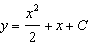 y = x²/2 + x + C